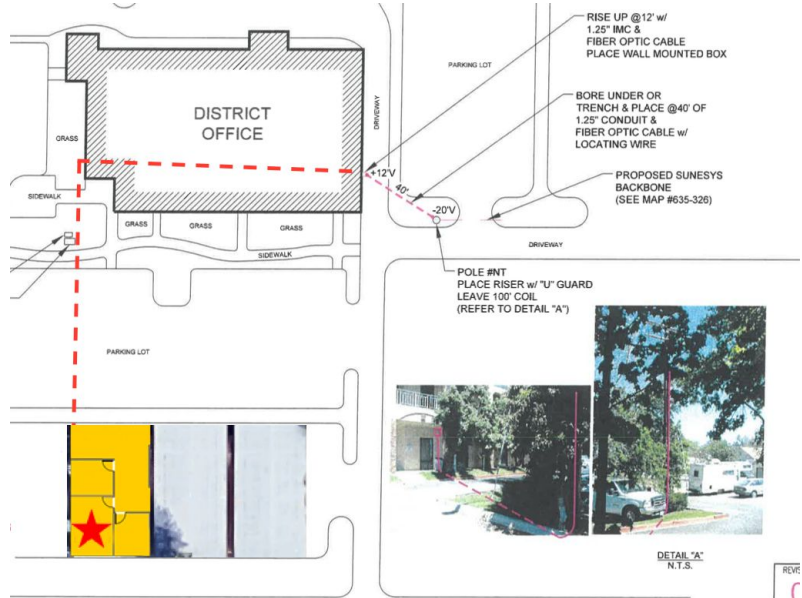 RISE UP @12' w/
1.25" IMC &
FIBER OPTIC CABLE
PLACE WALL MOUNTED BOX
PARKING LOT
BORE UNDER OR
TRENCH & PLACE @40' OF
1.25" CONDUIT &
FIBER OPTIC CABLE w/
LOCATING WIRE
DISTRICT
OFFICE
DRIVEWAY
GRASS
PROPOSED SUNESYS
BACKBONE
(SEE MAP #635-326)
+12'V
40'
-20'V
SIDEWALK
GRASS
GRASS
GRASS
SIDEWALK
DRIVEWAY
POLE #NT
PLACE RISER w/ "U" GUARD
LEAVE 100' COIL
(REFER TO DETAIL "A")
PARKING LOT
DETAIL "A"
N.T.S.